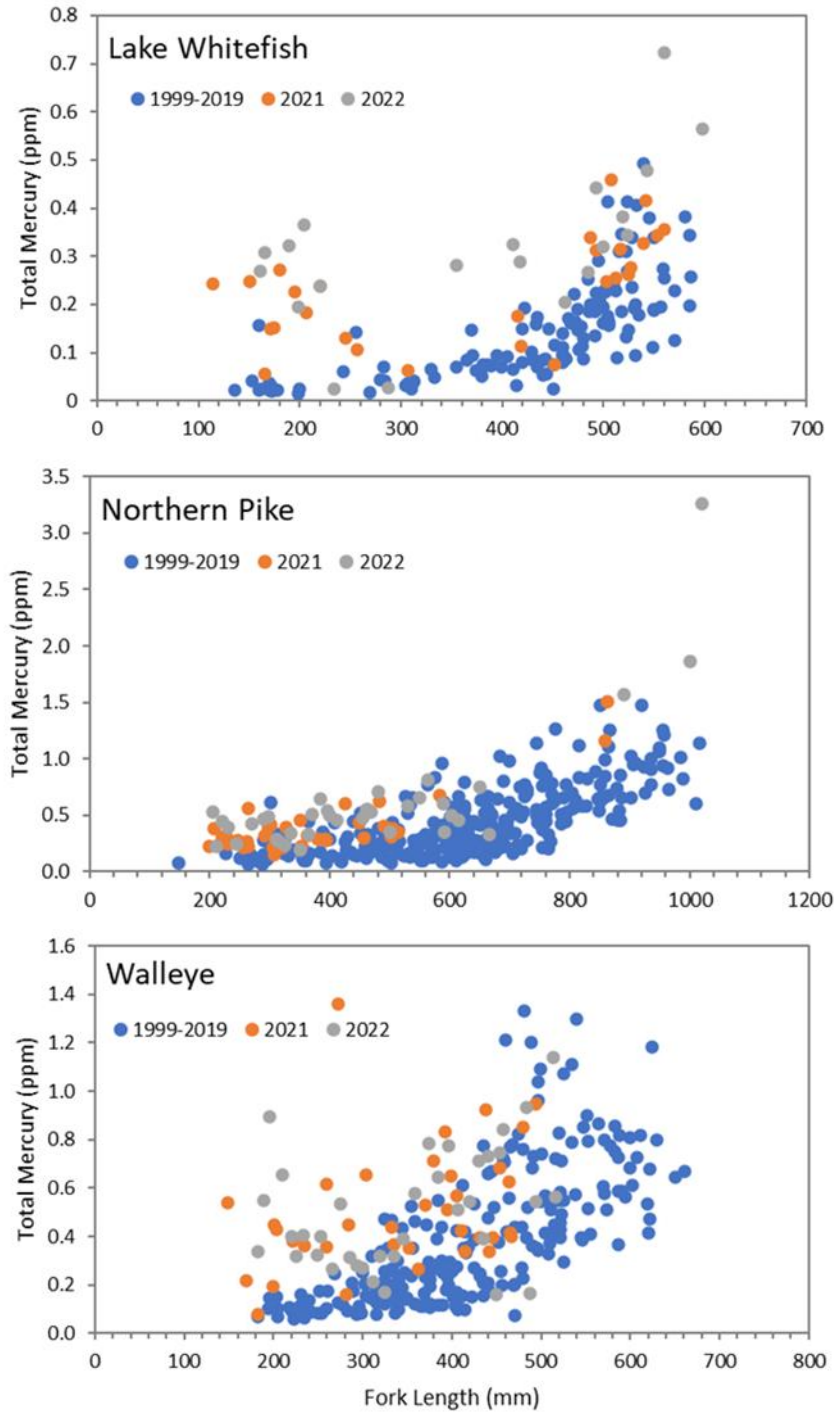 Lake Whitefish
1999-2019 2021 2022
Total Mercury (ppm)
0.8
0.7
0.6
0.5
0.4
0.3
0.2
0.1
0
0 100 200 300 400 500 600 700
Northern Pike
1999-2019 2021 2022
Total Mercury (ppm)
3.5
3.0
2.5
2.0
1.5
1.0
0.5
0.0
0 200 400 600 800 1000 1200
Walleye
1999-2019 2021 2022
Total Mercury (ppm)
1.6
1.4
1.2
1.0
0.8
0.6
0.4
0.2
0.0
0 100 200 300 400 500 600 700 800
Fork Length (mm)